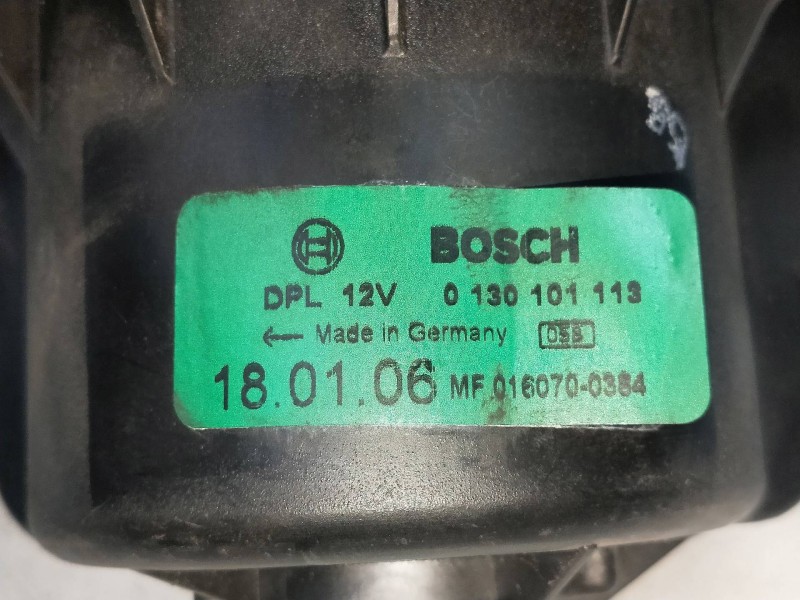 BOSCH
DPL 12V 0 130 101 113
← Made in Germany 058
18.01.06 MF.016070-0384